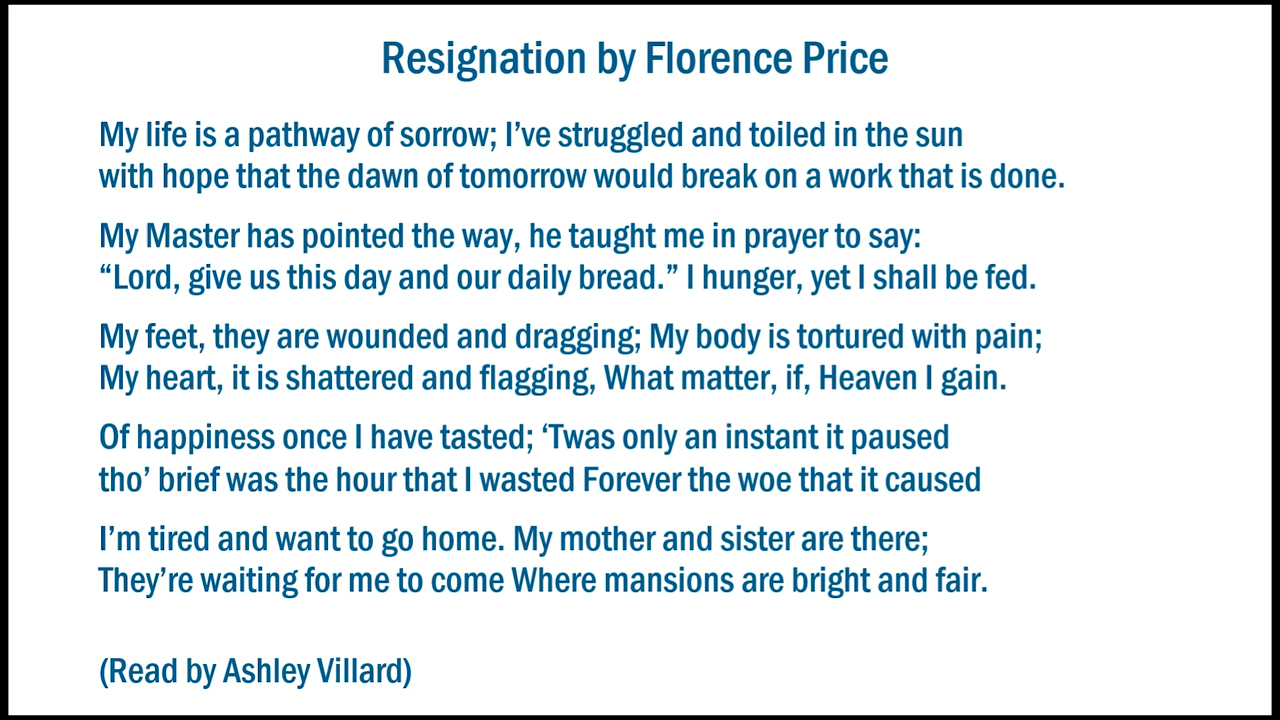 Resignation by Florence Price
My life is a pathway of sorrow; I’ve struggled and toiled in the sun
with hope that the dawn of tomorrow would break on a work that is done.
My Master has pointed the way, he taught me in prayer to say:
“Lord, give us this day and our daily bread.” I hunger, yet I shall be fed.
My feet, they are wounded and dragging; My body is tortured with pain;
My heart, it is shattered and flagging, What matter, if, Heaven I gain.
Of happiness once I have tasted; ‘Twas only an instant it paused
tho’ brief was the hour that I wasted Forever the woe that it caused
I’m tired and want to go home. My mother and sister are there;
They’re waiting for me to come Where mansions are bright and fair.
(Read by Ashley Villard)